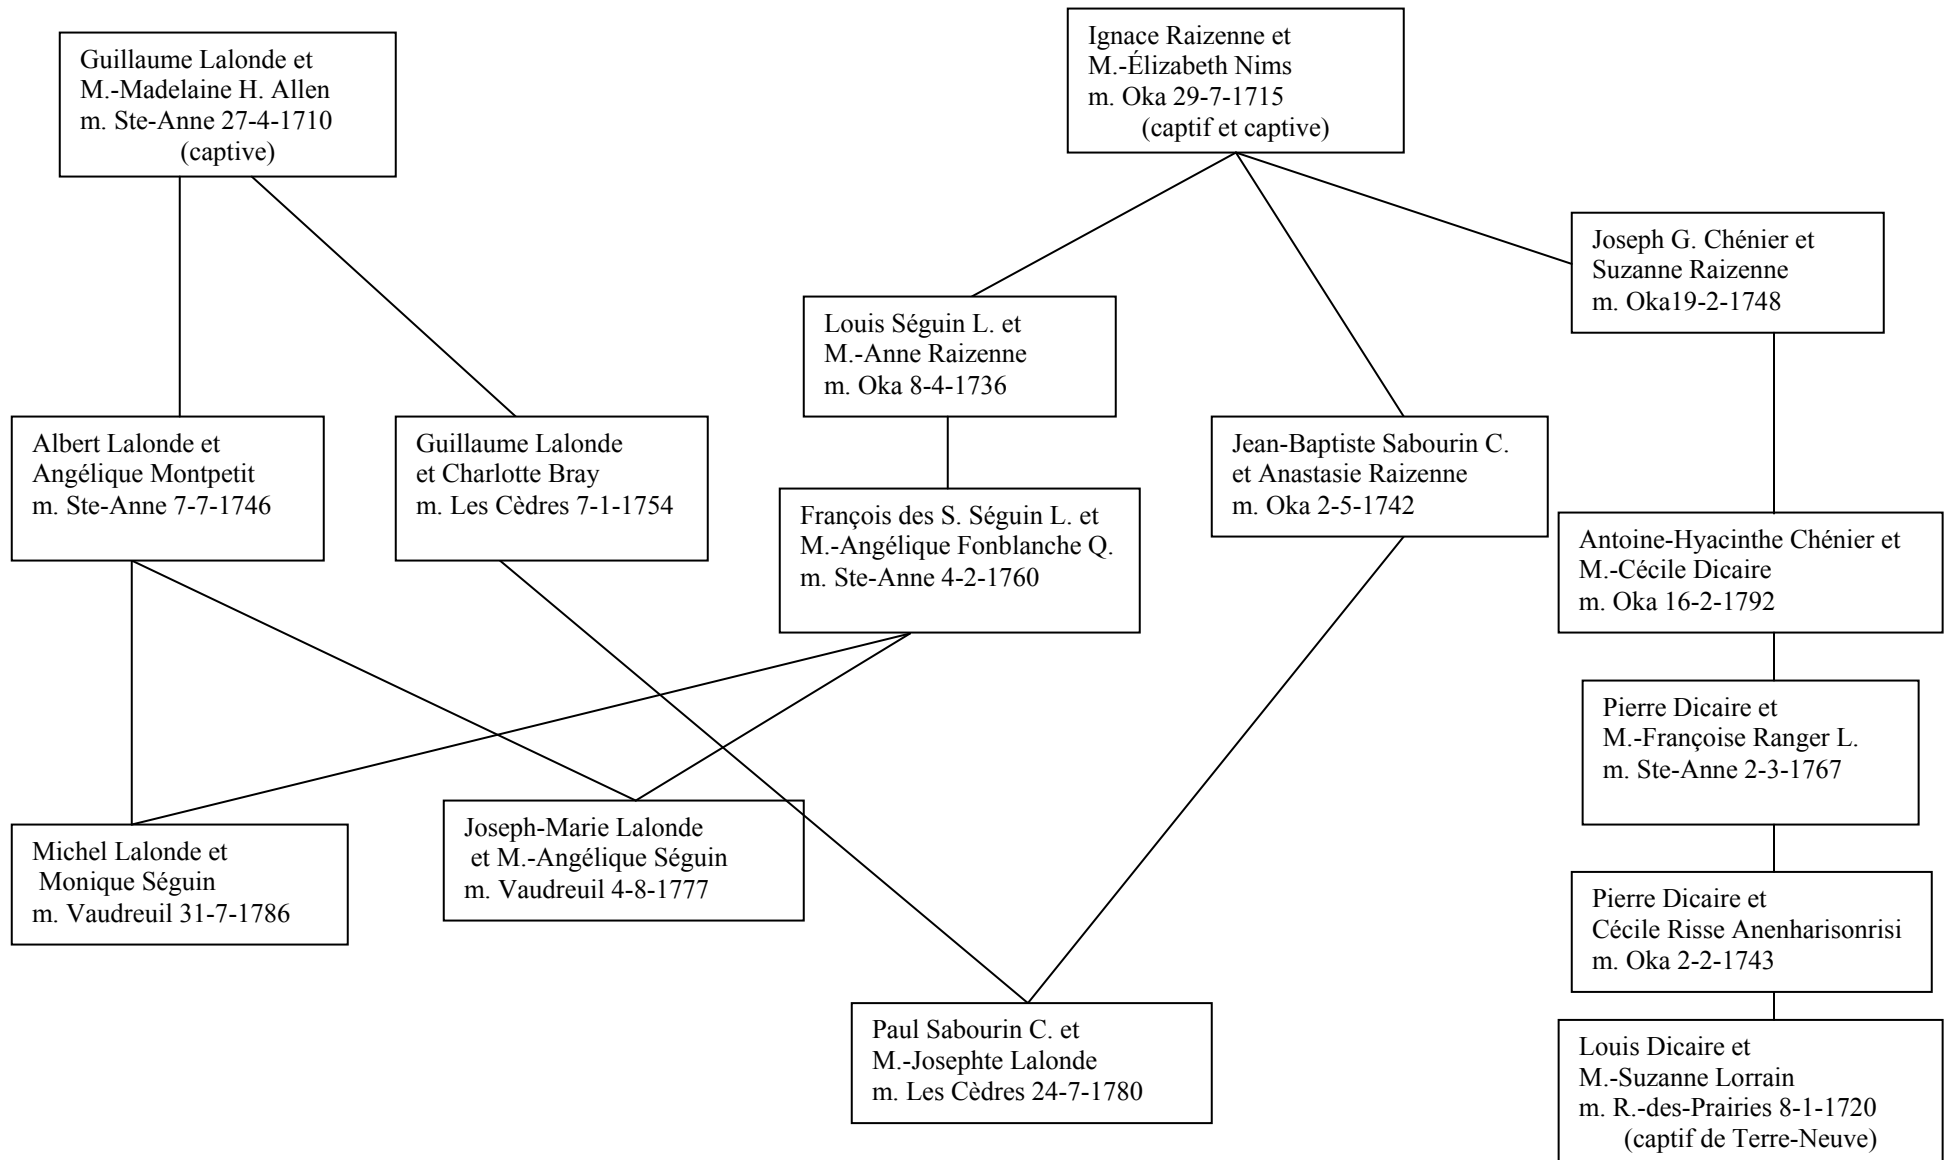 Guillaume Lalonde et
M.-Madelaine H. Allen
m. Ste-Anne 27-4-1710
(captive)
Ignace Raizenne et
M.-Élizabeth Nims
m. Oka 29-7-1715
(captif et captive)
Joseph G. Chénier et
Suzanne Raizenne
m. Oka19-2-1748
Louis Séguin L. et
M.-Anne Raizenne
m. Oka 8-4-1736
Albert Lalonde et
Angélique Montpetit
m. Ste-Anne 7-7-1746
Guillaume Lalonde
et Charlotte Bray
m. Les Cèdres 7-1-1754
Jean-Baptiste Sabourin C.
et Anastasie Raizenne
m. Oka 2-5-1742
François des S. Séguin L. et
M.-Angélique Fonblanche Q.
m. Ste-Anne 4-2-1760
Antoine-Hyacinthe Chénier et
M.-Cécile Dicaire
m. Oka 16-2-1792
Pierre Dicaire et
M.-Françoise Ranger L.
m. Ste-Anne 2-3-1767
Michel Lalonde et
Monique Séguin
m. Vaudreuil 31-7-1786
Joseph-Marie Lalonde
et M.-Angélique Séguin
m. Vaudreuil 4-8-1777
Pierre Dicaire et
Cécile Risse Anenharisonrisi
m. Oka 2-2-1743
Paul Sabourin C. et
M.-Josephte Lalonde
m. Les Cèdres 24-7-1780
Louis Dicaire et
M.-Suzanne Lorrain
m. R.-des-Prairies 8-1-1720
(captif de Terre-Neuve)